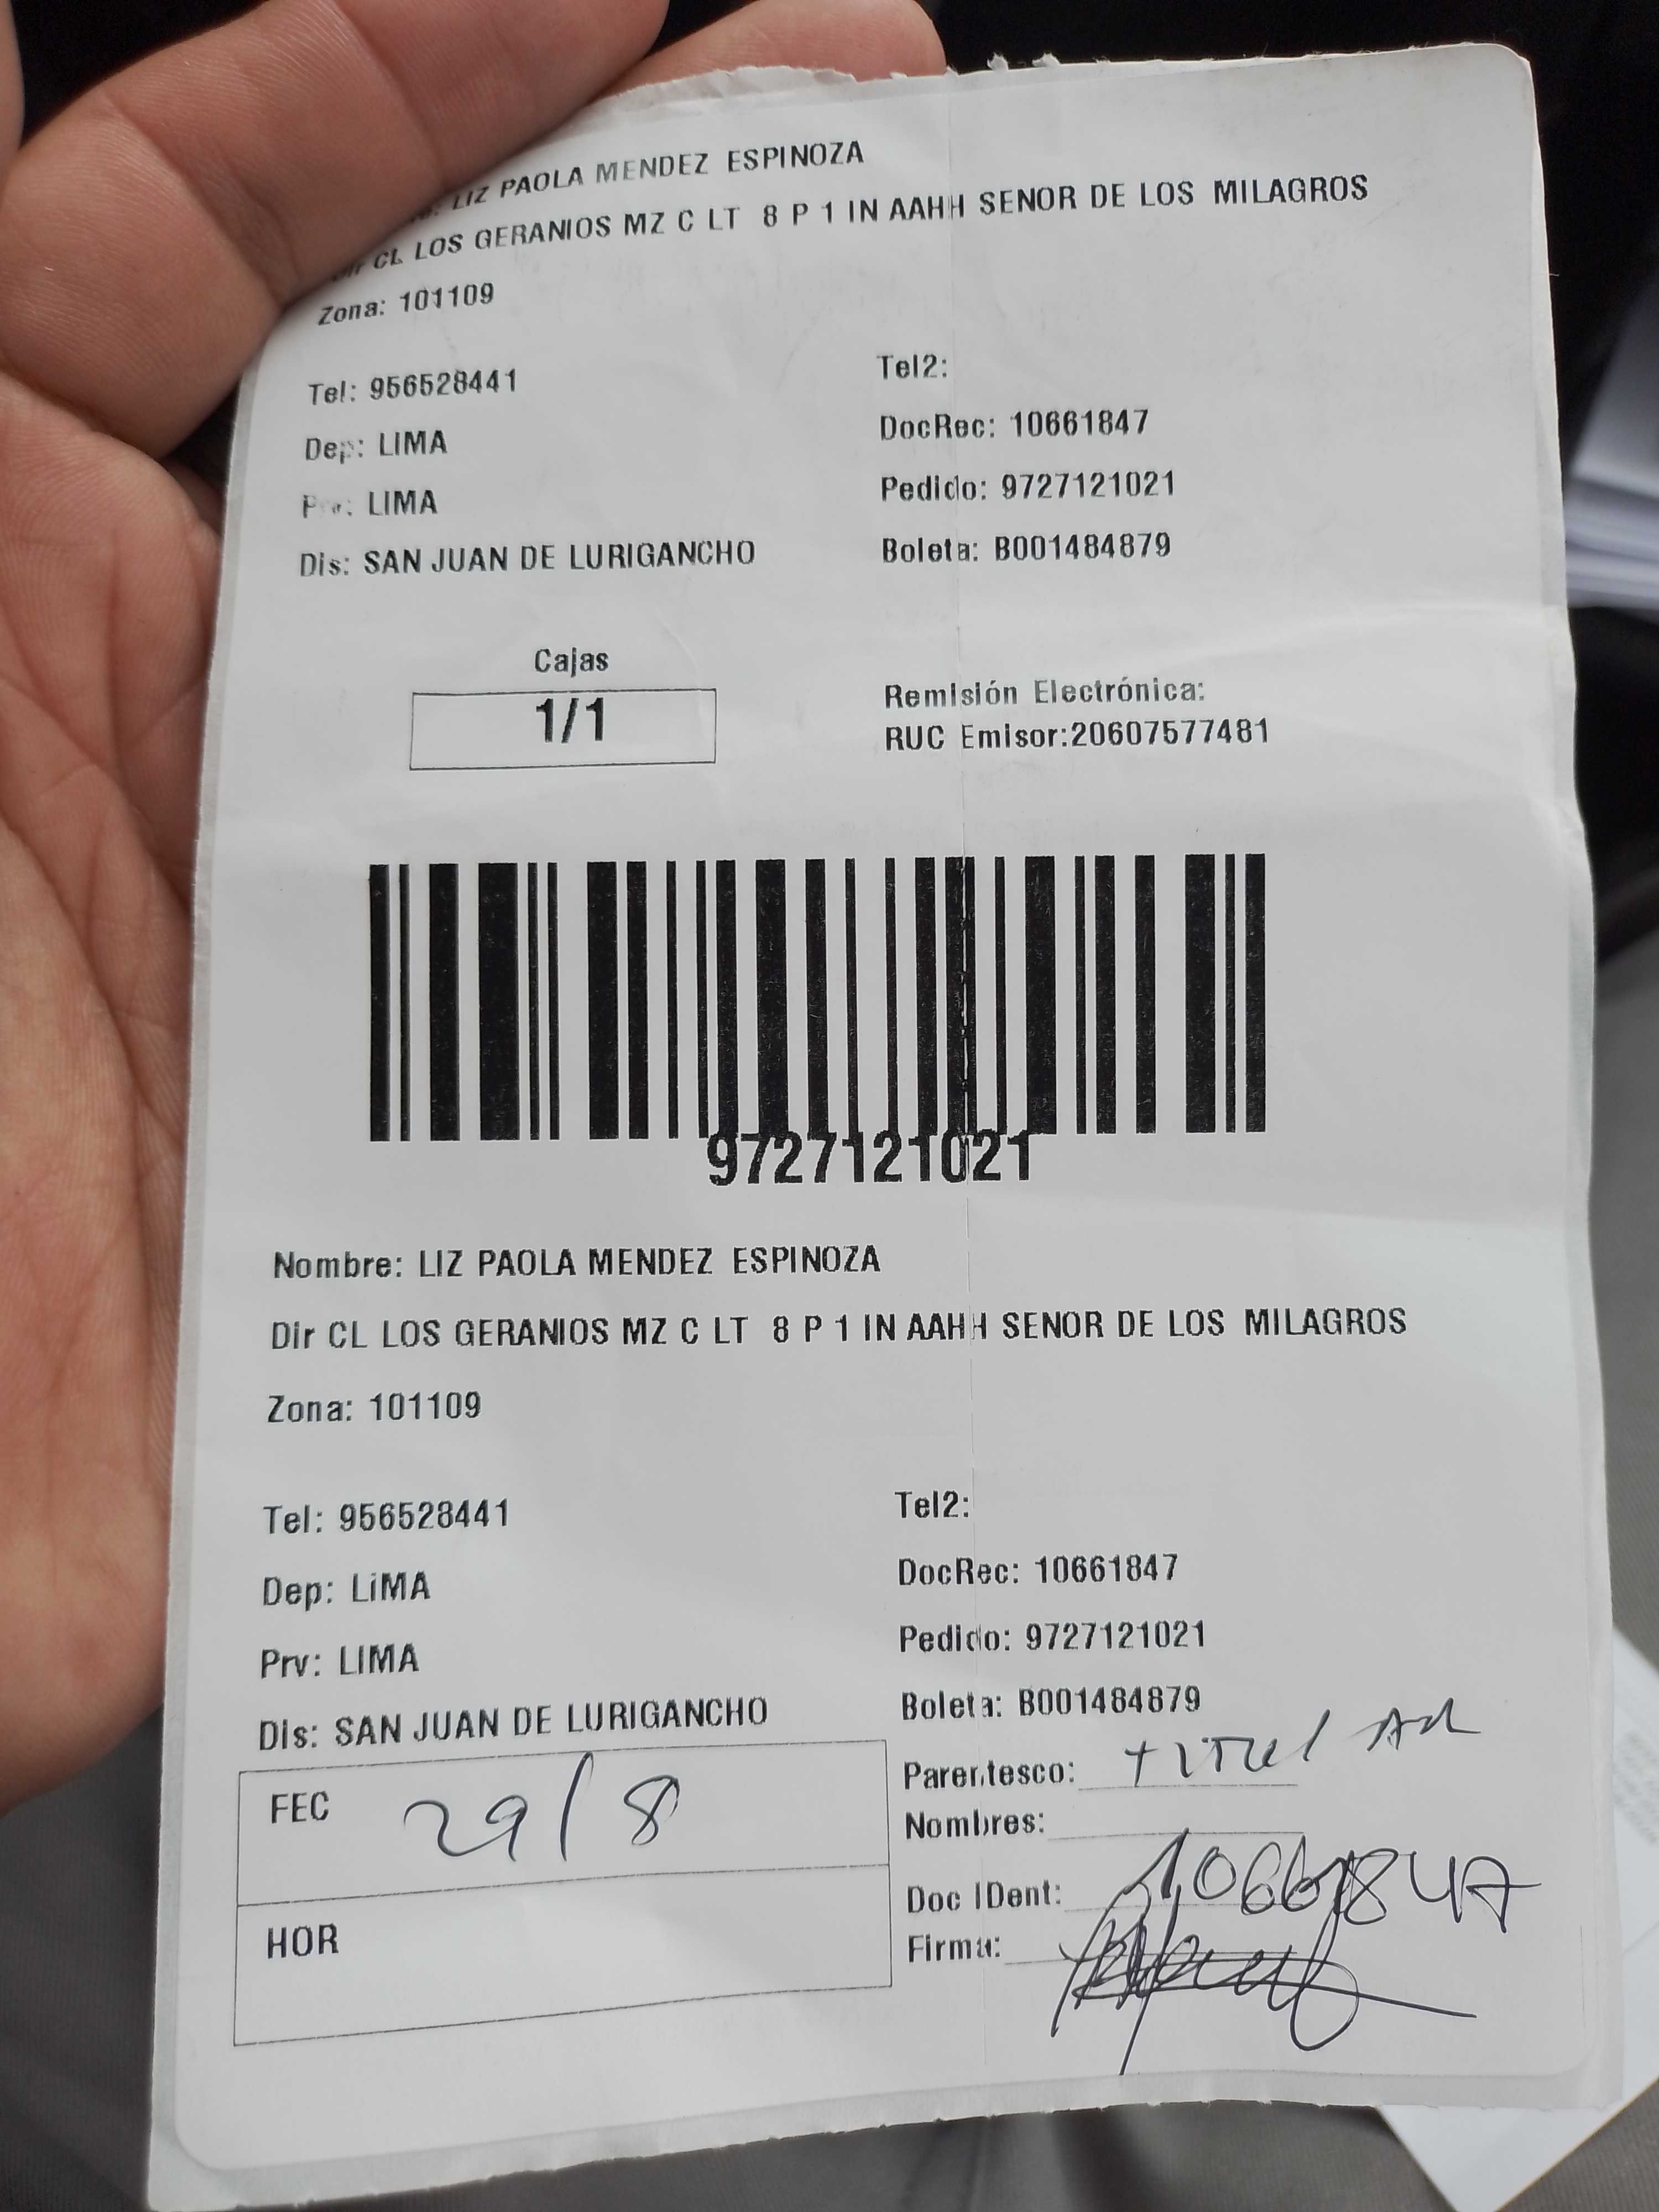 LIZ PAOLA MENDEZ ESPINOZA
Dir CL LOS GERANIOS MZ C LT 8 P 1 IN AAHH SENOR DE LOS MILAGROS
Zona: 101109
Tel: 956528441
Tel2:
Dep: LIMA
DocRec: 10661847
Prv: LIMA
Pedido: 9727121021
Dis: SAN JUAN DE LURIGANCHO
Boleta: B001484879
Cajas
1/1
Remisión Electrónica:
RUC Emisor:20607577481
9727121021
Nombre: LIZ PAOLA MENDEZ ESPINOZA
Dir CL LOS GERANIOS MZ C LT 8 P 1 IN AAHH SENOR DE LOS MILAGROS
Zona: 101109
Tel: 956528441
Tel2:
Dep: LIMA
DocRec: 10661847
Prv: LIMA
Pedido: 9727121021
Dis: SAN JUAN DE LURIGANCHO
Boleta: B001484879
FEC 29/8
Parentesco:
Nombres:
HOR
Doc IDent: 10661847
Firma: